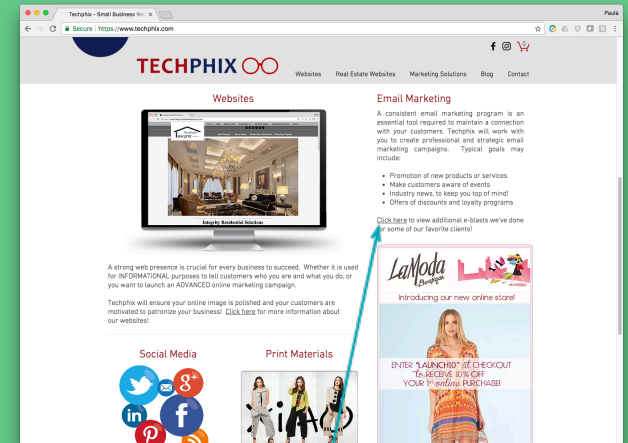 Paula
Techphix - Small Business We
Secure | https://www.techphix.com
TECHPHIX
Websites Real Estate Websites Marketing Solutions Blog Contact
Websites
Integrity Residential Solutions
A strong web presence is crucial for every business to succeed. Whether it is used
for INFORMATIONAL purposes to tell customers who you are and what you do, or
you want to launch an ADVANCED online marketing campaign.
Techphix will ensure your online image is polished and your customers are
motivated to patronize your business! Click here for more information about
our websites!
Social Media
Print Materials
Email Marketing
A consistent email marketing program is an
essential tool required to maintain a connection
with your customers. Techphix will work with
you to create professional and strategic email
marketing campaigns. Typical goals may
include:
• Promotion of new products or services
• Make customers aware of events
• Industry news, to keep you top of mind!
• Offers of discounts and loyalty programs
Click here to view additional e-blasts we've done
for some of our favorite clients!
LaModa
Boutique
Introducing our new online store!
ENTER "LAUNCH10" at CHECKOUT
to RECEIVE 10% OFF
YOUR 1st online PURCHASE!